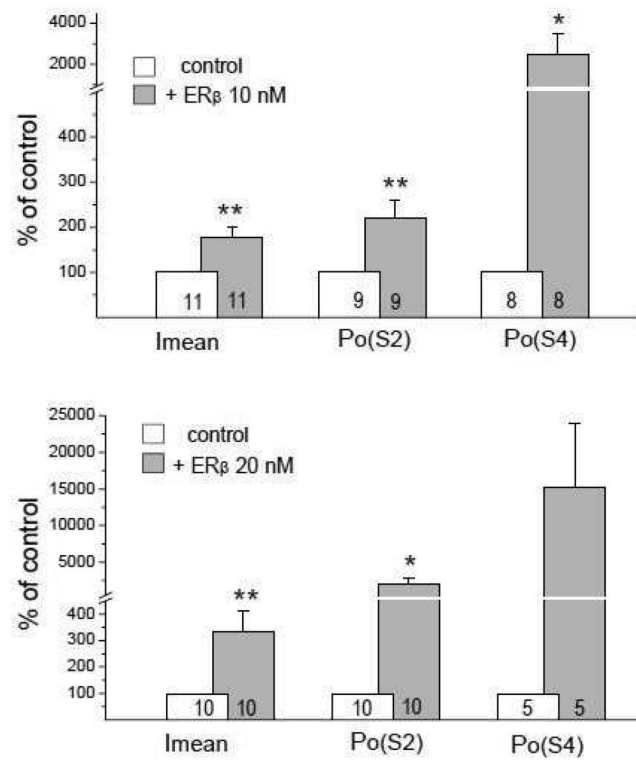 4000
2000
400
300
200
100
% of control
control
+ ERβ 10 nM
**
**
*
11 11 9 9 8 8
Imean Po(S2) Po(S4)
25000
20000
15000
10000
5000
400
300
200
100
% of control
control
+ ERβ 20 nM
**
*
10 10 10 10 5 5
Imean Po(S2) Po(S4)